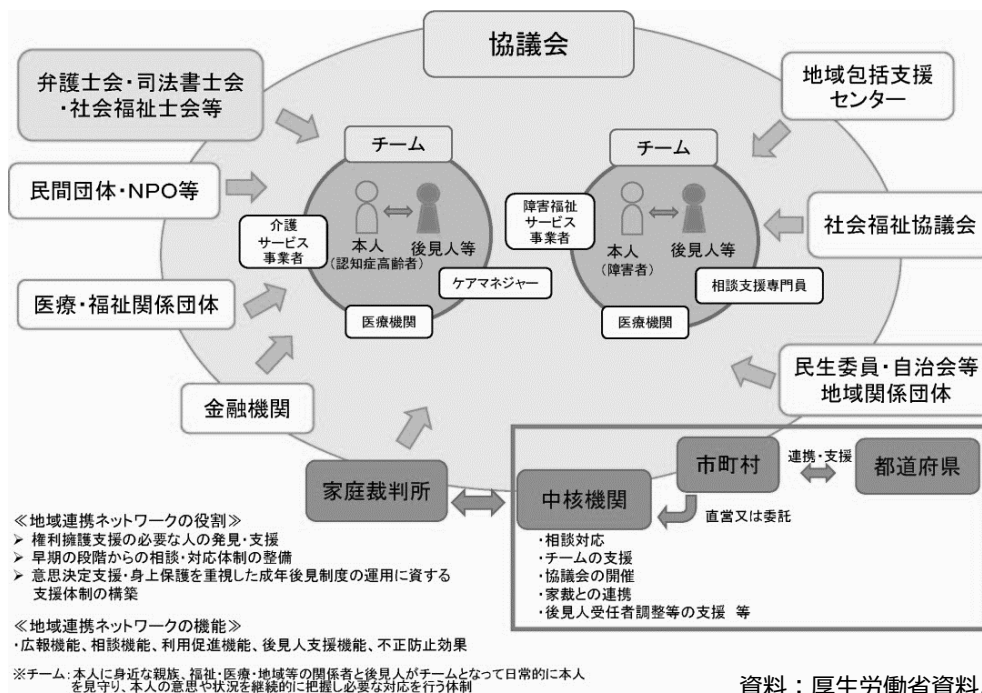 協議会
弁護士会・司法書士会
・社会福祉士会等
地域包括支援
センター
チーム
チーム
民間団体・NPO等
介護
サービス
事業者
本人
(認知症高齢者)
後見人等
ケアマネジャー
医療機関
障害福祉
サービス
事業者
本人
(障害者)
後見人等
相談支援専門員
医療機関
社会福祉協議会
医療・福祉関係団体
金融機関
民生委員・自治会等
地域関係団体
家庭裁判所
中核機関
市町村
連携・支援
都道府県
直営又は委託
・相談対応
・チームの支援
・協議会の開催
・家裁との連携
・後見人受任者調整等の支援 等
≪地域連携ネットワークの役割≫
➢ 権利擁護支援の必要な人の発見・支援
➢ 早期の段階からの相談・対応体制の整備
➢ 意思決定支援・身上保護を重視した成年後見制度の運用に資する
支援体制の構築
≪地域連携ネットワークの機能≫
・広報機能、相談機能、利用促進機能、後見人支援機能、不正防止効果
※チーム:本人に身近な親族、福祉・医療・地域等の関係者と後見人がチームとなって日常的に本人
を見守り、本人の意思や状況を継続的に把握し必要な対応を行う体制
資料:厚生労働省資料